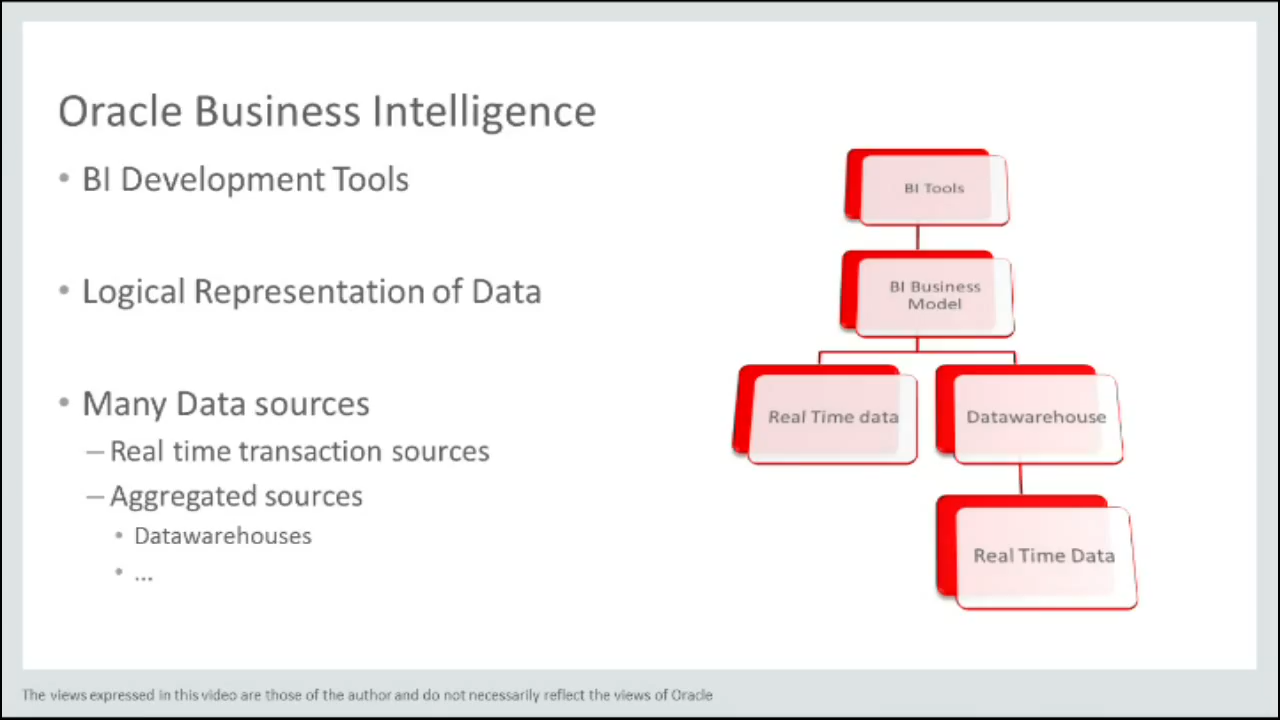 Oracle Business Intelligence
• BI Development Tools
• Logical Representation of Data
• Many Data sources
– Real time transaction sources
– Aggregated sources
• Datawarehouses
• ...
BI Tools
BI Business
Model
Real Time data
Datawarehouse
Real Time Data
The views expressed in this video are those of the author and do not necessarily reflect the views of Oracle